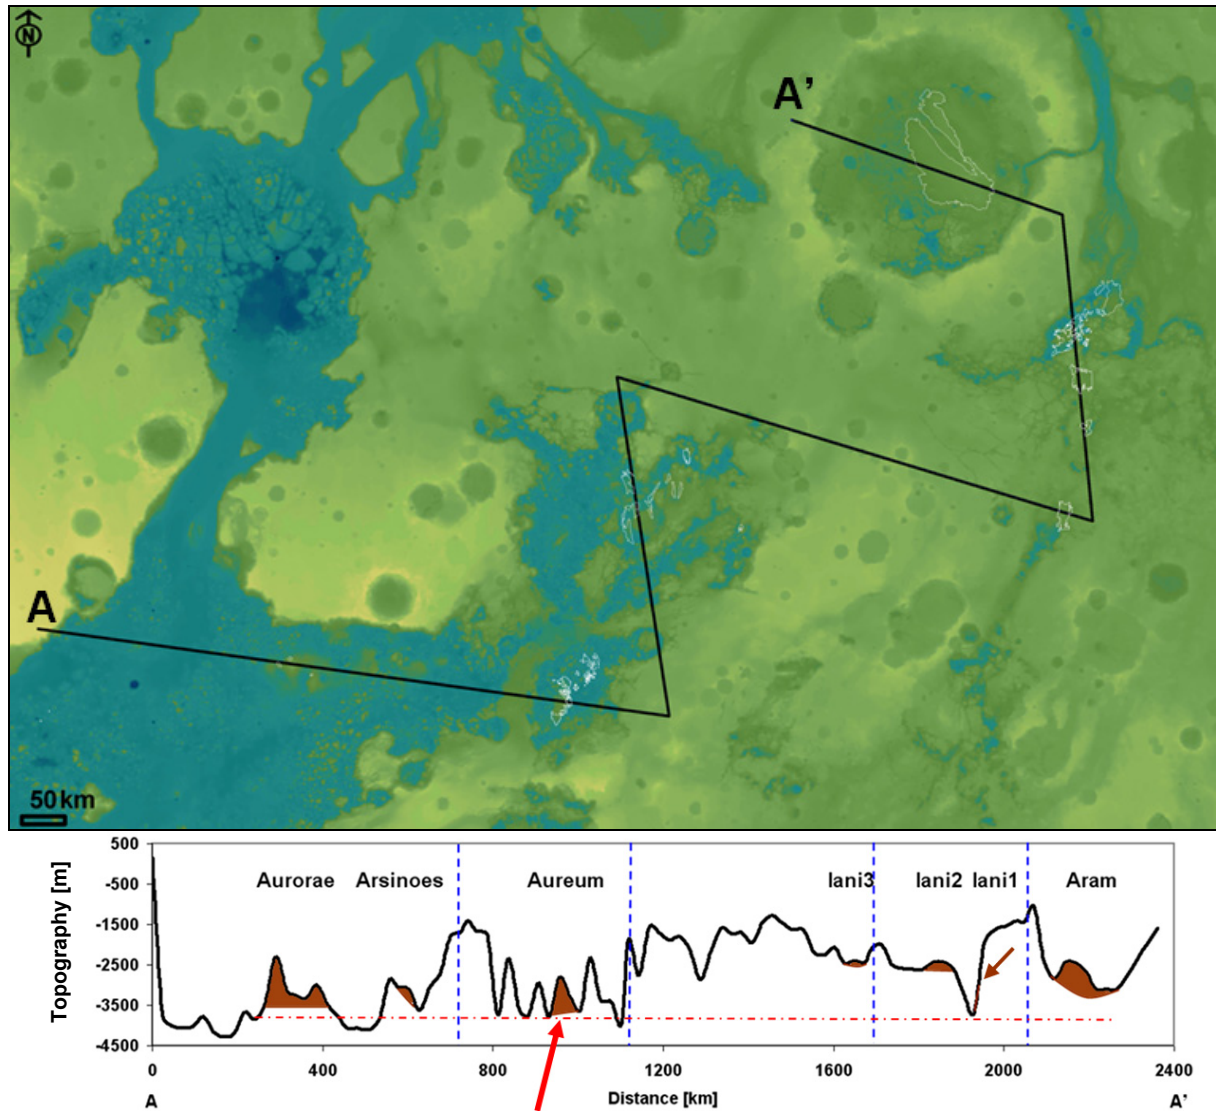 N
A'
A
50 km
500
-500
-1500
-2500
-3500
-4500
Topography [m]
Aurorae Arsinoes Aureum Iani3 Iani2 Iani1 Aram
0 400 800 1200 1600 2000 2400
A Distance [km] A'